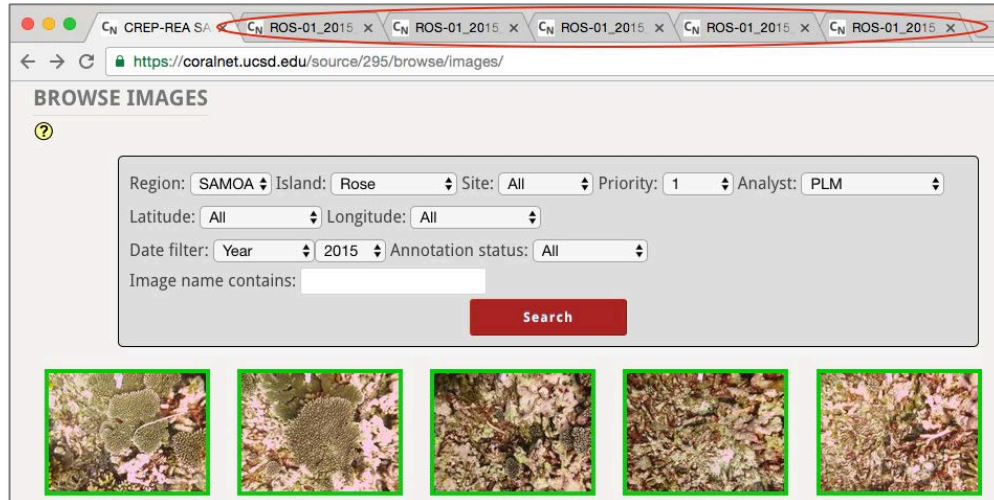 CN CREP-REA SA CN ROS-01_2015 CN ROS-01_2015 CN ROS-01_2015 CN ROS-01_2015 CN ROS-01_2015
https://coralnet.ucsd.edu/source/295/browse/images/
BROWSE IMAGES
?
Region: SAMOA Island: Rose Site: All Priority: 1 Analyst: PLM
Latitude: All Longitude: All
Date filter: Year 2015 Annotation status: All
Image name contains:
Search